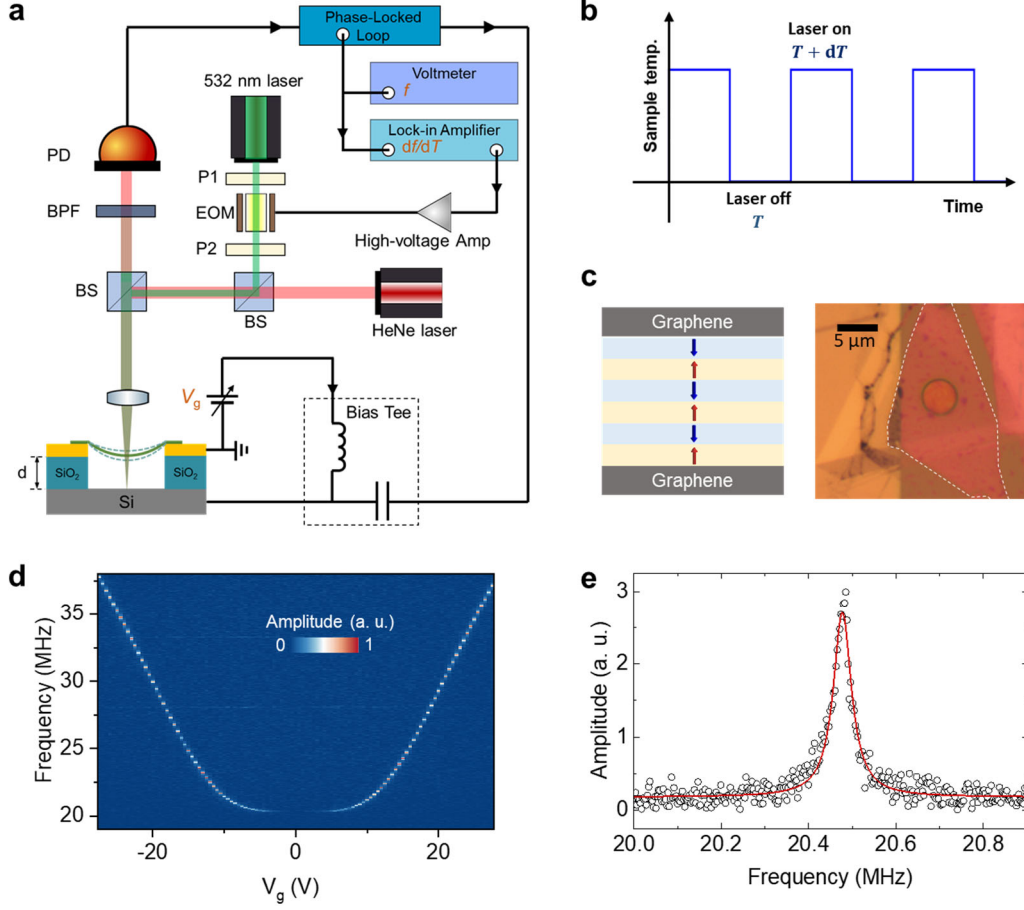 a
Phase-Locked
Loop
Voltmeter
f
Lock-in Amplifier
df/dT
532 nm laser
PD
P1
BPF
EOM
High-voltage Amp
P2
BS
BS
HeNe laser
Vg
Bias Tee
d
SiO2
SiO2
Si
b
Sample temp.
Laser on
T + dT
Laser off
T
Time
c
Graphene
Graphene
5 μm
d
Frequency (MHz)
35
30
25
20
Amplitude (a. u.)
0 1
-20 0 20
Vg (V)
e
Amplitude (a. u.)
3
2
1
0
20.0 20.2 20.4 20.6 20.8
Frequency (MHz)